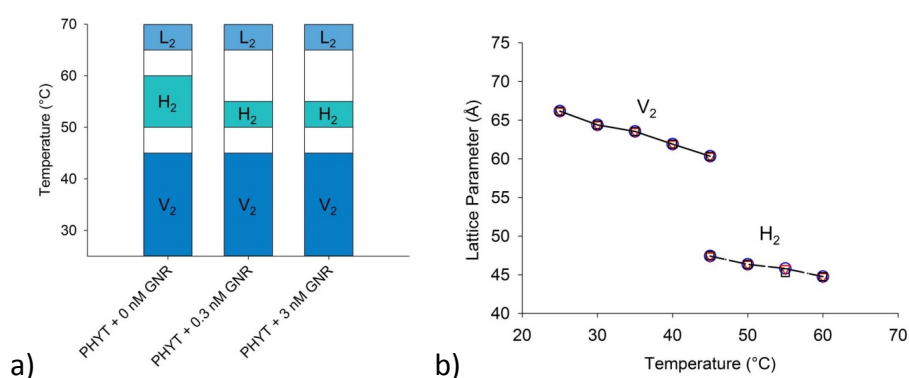 70
60
50
40
30
Temperature (°C)
L₂
L₂
L₂
H₂
H₂
H₂
V₂
V₂
V₂
PHYT + 0 nM GNR
PHYT + 0.3 nM GNR
PHYT + 3 nM GNR
a)
75
70
65
60
55
50
45
40
Lattice Parameter (Å)
V₂
H₂
20
30
40
50
60
70
Temperature (°C)
b)